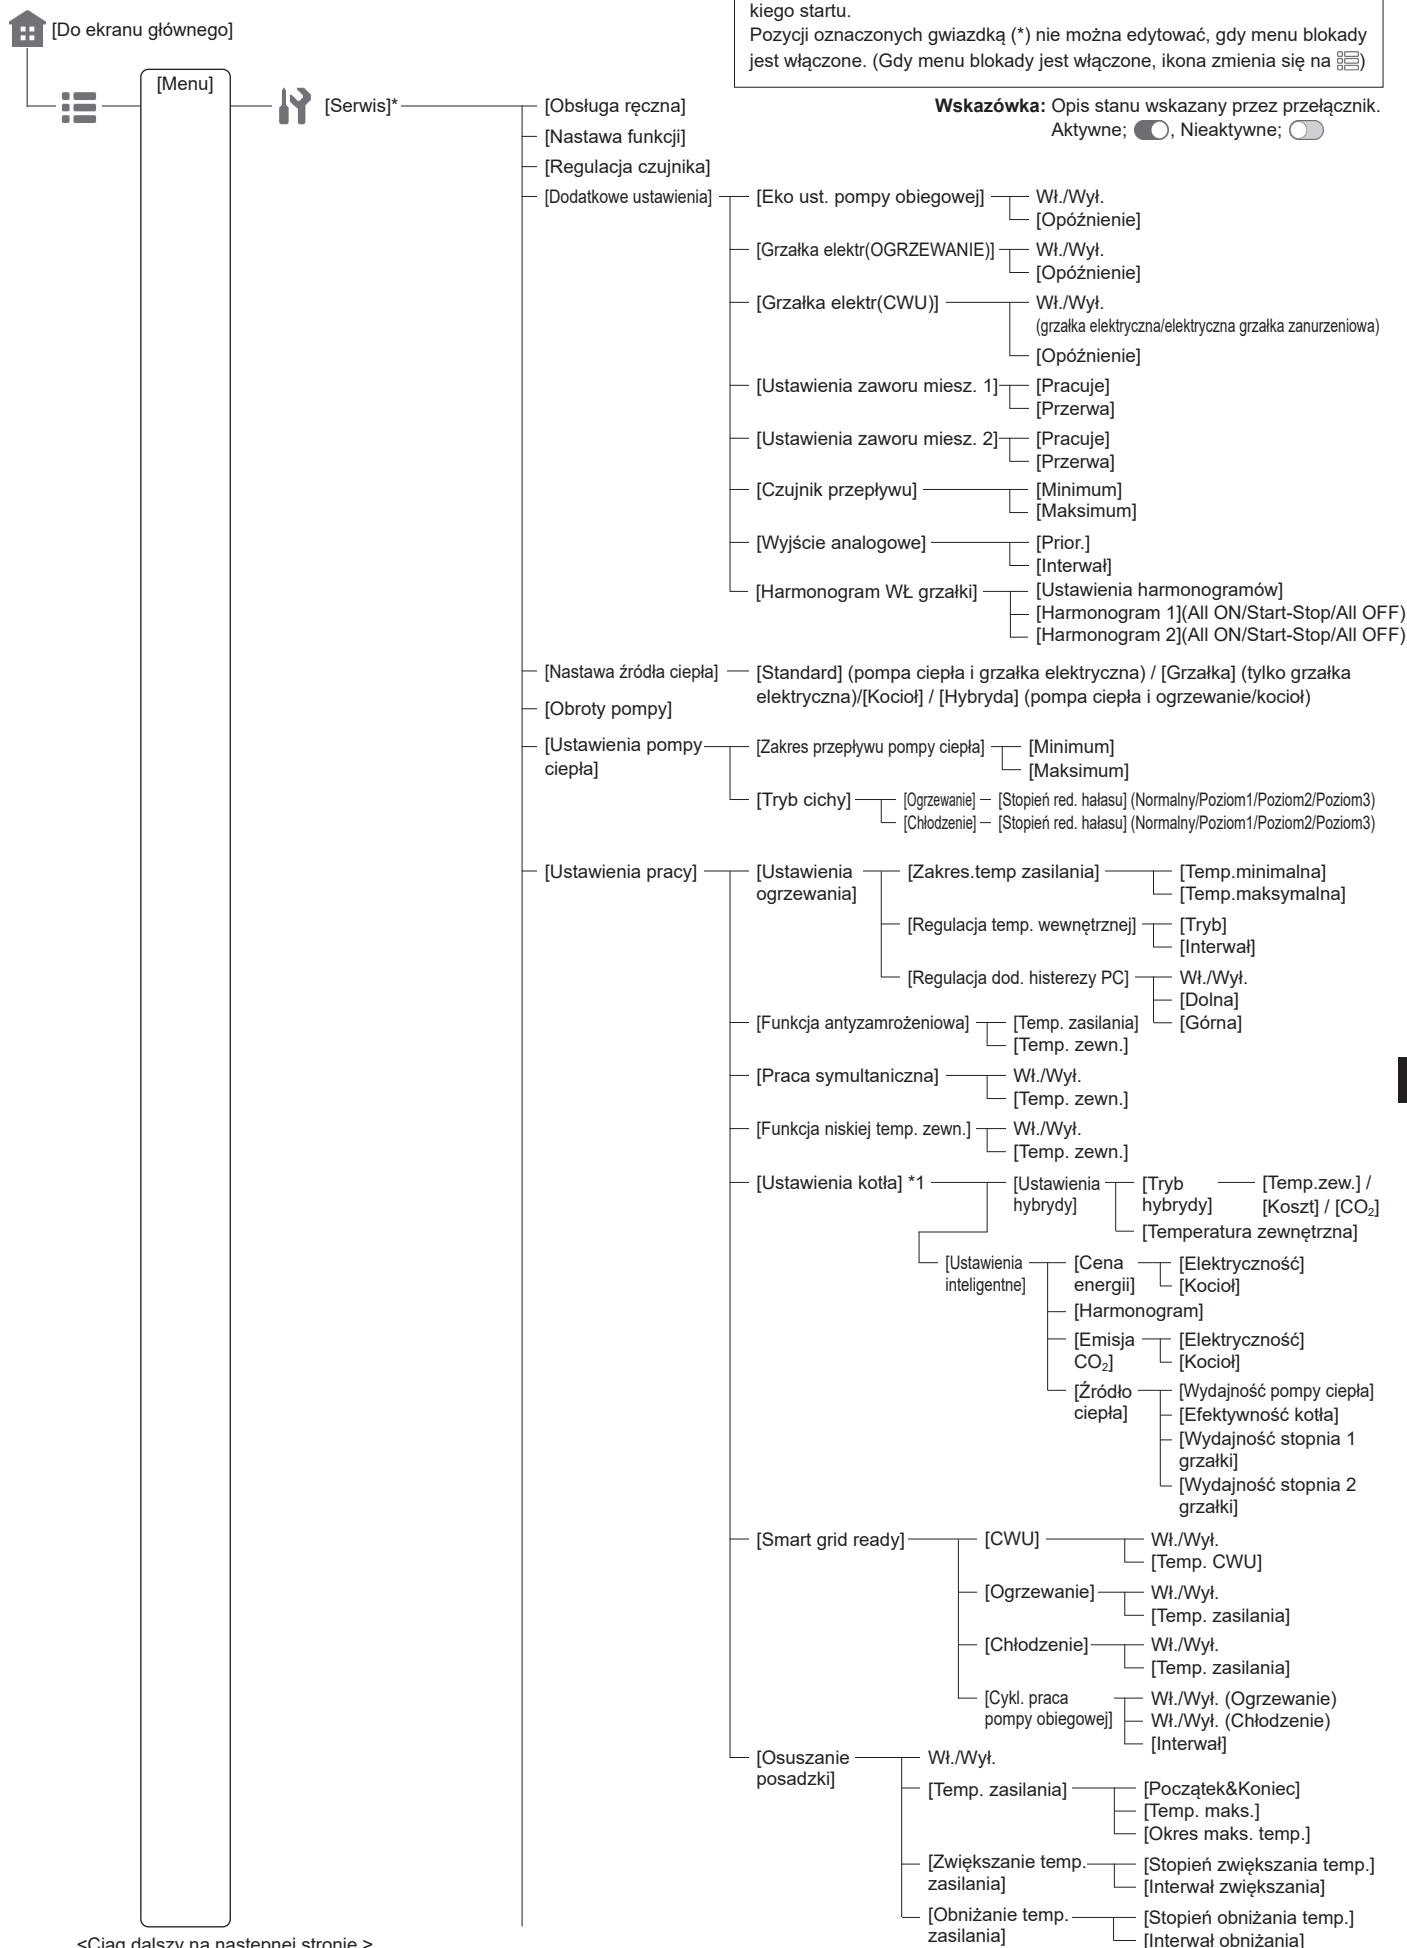 kiego startu.
Pozycji oznaczonych gwiazdką (*) nie można edytować, gdy menu blokady
jest włączone. (Gdy menu blokady jest włączone, ikona zmienia się na )
[Do ekranu głównego]
[Menu]
[Serwis]*
Wskazówka: Opis stanu wskazany przez przełącznik.
Aktywne; , Nieaktywne;
[Obsługa ręczna]
[Nastawa funkcji]
[Regulacja czujnika]
[Dodatkowe ustawienia]
[Eko ust. pompy obiegowej]
Wł./Wył.
[Opóźnienie]
[Grzałka elektr(OGRZEWANIE)]
Wł./Wył.
[Opóźnienie]
[Grzałka elektr(CWU)]
Wł./Wył.
(grzałka elektryczna/elektryczna grzałka zanurzeniowa)
[Opóźnienie]
[Ustawienia zaworu miesz. 1]
[Pracuje]
[Przerwa]
[Ustawienia zaworu miesz. 2]
[Pracuje]
[Przerwa]
[Czujnik przepływu]
[Minimum]
[Maksimum]
[Wyjście analogowe]
[Prior.]
[Interwał]
[Harmonogram WŁ grzałki]
[Ustawienia harmonogramów]
[Harmonogram 1](All ON/Start-Stop/All OFF)
[Harmonogram 2](All ON/Start-Stop/All OFF)
[Nastawa źródła ciepła]
[Standard] (pompa ciepła i grzałka elektryczna) / [Grzałka] (tylko grzałka
elektryczna)/[Kocioł] / [Hybryda] (pompa ciepła i ogrzewanie/kocioł)
[Obroty pompy]
[Ustawienia pompy
ciepła]
[Zakres przepływu pompy ciepła]
[Minimum]
[Maksimum]
[Tryb cichy]
[Ogrzewanie]
[Stopień red. hałasu] (Normalny/Poziom1/Poziom2/Poziom3)
[Chłodzenie]
[Stopień red. hałasu] (Normalny/Poziom1/Poziom2/Poziom3)
[Ustawienia pracy]
[Ustawienia
ogrzewania]
[Zakres.temp zasilania]
[Temp.minimalna]
[Temp.maksymalna]
[Regulacja temp. wewnętrznej]
[Tryb]
[Interwał]
[Regulacja dod. histerezy PC]
Wł./Wył.
[Dolna]
[Górna]
[Funkcja antyzamrożeniowa]
[Temp. zasilania]
[Temp. zewn.]
[Praca symultaniczna]
Wł./Wył.
[Temp. zewn.]
[Funkcja niskiej temp. zewn.]
Wł./Wył.
[Temp. zewn.]
[Ustawienia kotła] *1
[Ustawienia
hybrydy]
[Tryb
hybrydy]
[Temp.zew.] /
[Koszt] / [CO₂]
[Temperatura zewnętrzna]
[Ustawienia
inteligentne]
[Cena
energii]
[Elektryczność]
[Kocioł]
[Harmonogram]
[Emisja
CO₂]
[Elektryczność]
[Kocioł]
[Źródło
ciepła]
[Wydajność pompy ciepła]
[Efektywność kotła]
[Wydajność stopnia 1
grzałki]
[Wydajność stopnia 2
grzałki]
[Smart grid ready]
[CWU]
Wł./Wył.
[Temp. CWU]
[Ogrzewanie]
Wł./Wył.
[Temp. zasilania]
[Chłodzenie]
Wł./Wył.
[Temp. zasilania]
[Cykl. praca
pompy obiegowej]
Wł./Wył. (Ogrzewanie)
Wł./Wył. (Chłodzenie)
[Interwał]
[Osuszanie
posadzki]
Wł./Wył.
[Temp. zasilania]
[Początek&Koniec]
[Temp. maks.]
[Okres maks. temp.]
[Zwiększanie temp.
zasilania]
[Stopień zwiększania temp.]
[Interwał zwiększania]
[Obniżanie temp.
zasilania]
[Stopień obniżania temp.]
[Interwał obniżania]
<Ciąg dalszy na następnej stronie.>